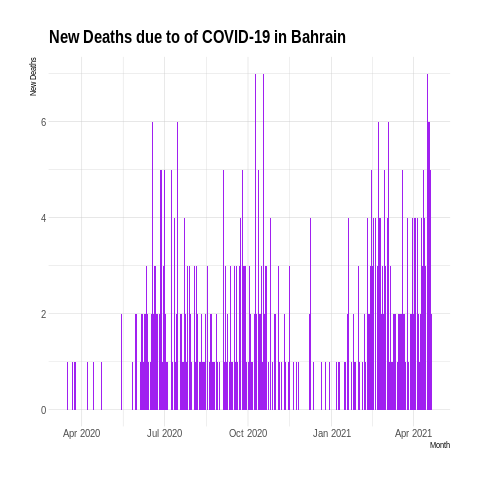 New Deaths due to of COVID-19 in Bahrain
New Deaths
6
4
2
0
Apr 2020 Jul 2020 Oct 2020 Jan 2021 Apr 2021
Month